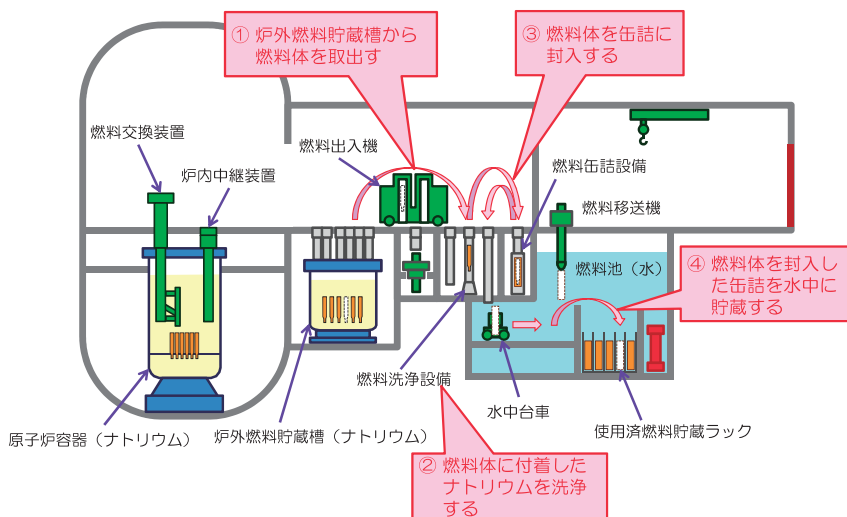 ① 炉外燃料貯蔵槽から
燃料体を取出す
③ 燃料体を缶詰に
封入する
燃料交換装置
燃料出入機
炉内中継装置
燃料缶詰設備
燃料移送機
燃料池（水）
④ 燃料体を封入し
た缶詰を水中に
貯蔵する
燃料洗浄設備
水中台車
使用済燃料貯蔵ラック
原子炉容器（ナトリウム）
炉外燃料貯蔵槽（ナトリウム）
② 燃料体に付着した
ナトリウムを洗浄
する